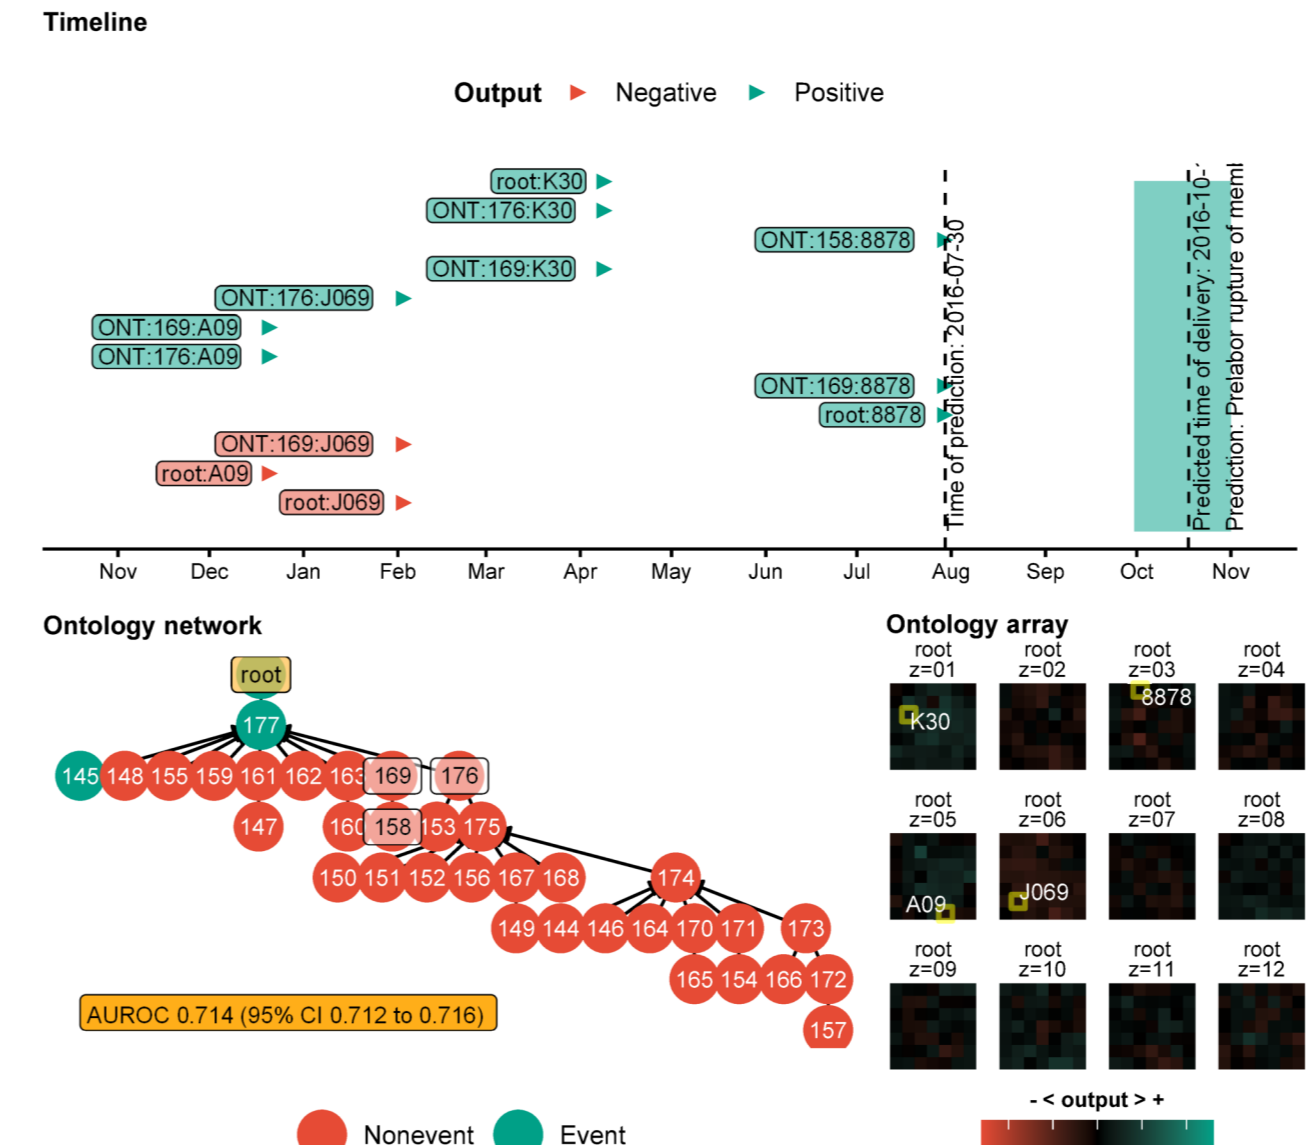 Timeline
Output Negative Positive
root:K30
ONT:176:K30
ONT:158:8878
ONT:169:K30
ONT:176:J069
ONT:169:A09
ONT:176:A09
ONT:169:8878
root:8878
ONT:169:J069
root:A09
root:J069
Time of prediction: 2016-07-30
Predicted time of delivery: 2016-10-
Prediction: Prelabor rupture of
Nov Dec Jan Feb Mar Apr May Jun Jul Aug Sep Oct Nov
Ontology network
root
177
145 148 155 159 161 162 163 169 176
147 160 158 153 175
150 151 152 156 167 168 174
149 144 146 164 170 171 173
165 154 166 172
157
AUROC 0.714 (95% CI 0.712 to 0.716)
Nonevent Event
Ontology array
root root root root
z=01 z=02 z=03 z=04
K30 8878
root root root root
z=05 z=06 z=07 z=08
A09 J069
root root root root
z=09 z=10 z=11 z=12
- < output > +